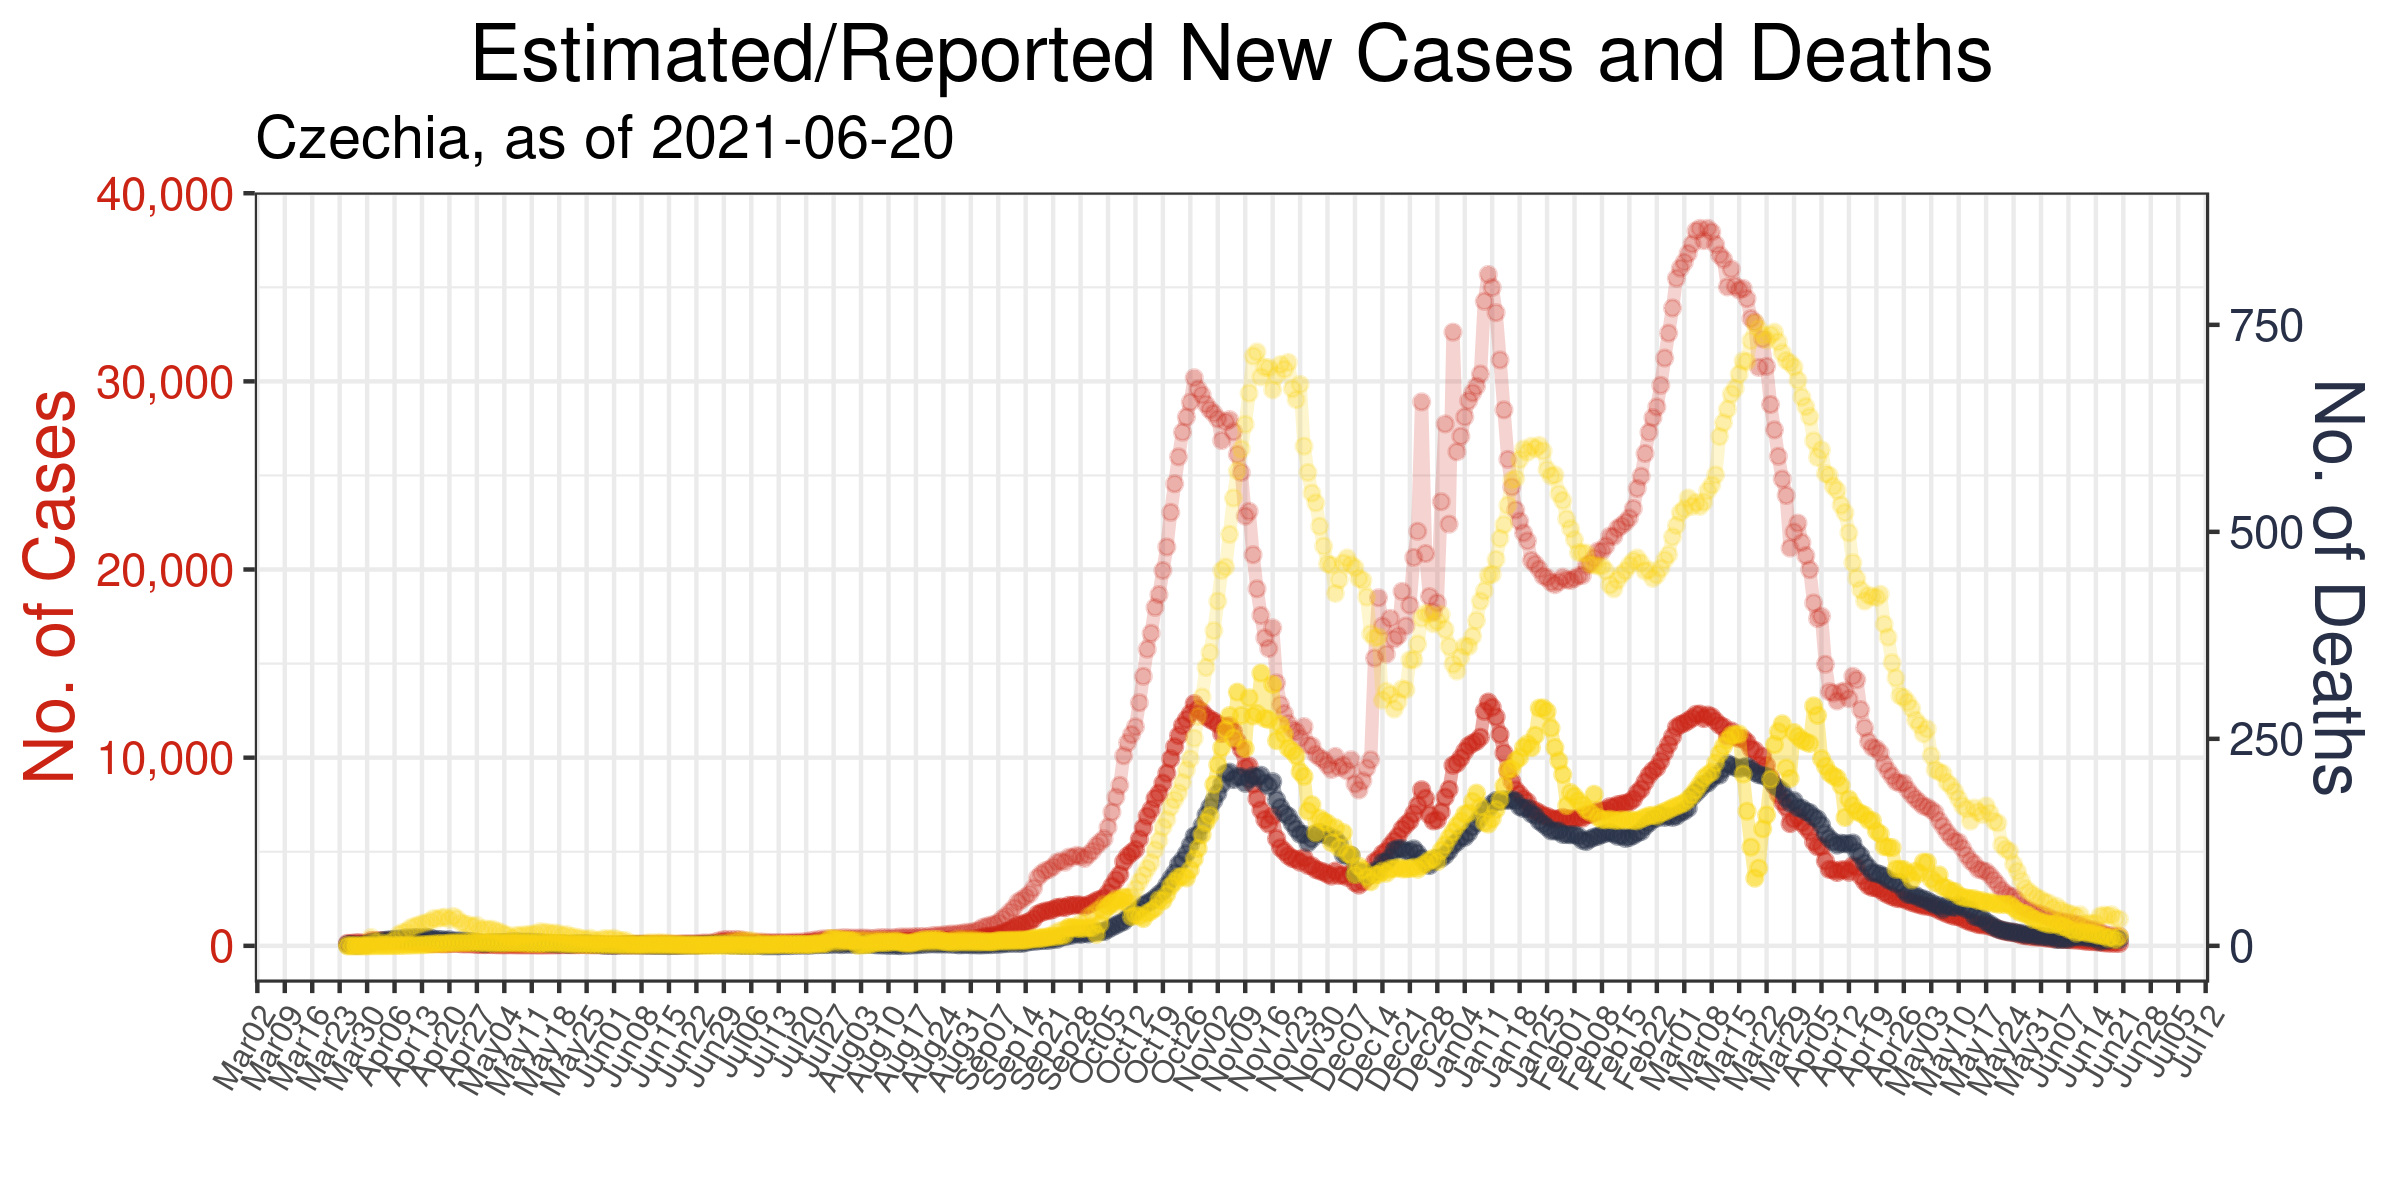 Estimated/Reported New Cases and Deaths
Czechia, as of 2021-06-20
No. of Cases
40,000
30,000
20,000
10,000
0
750
500
250
0
No. of Deaths
Mar02
Mar09
Mar16
Mar23
Mar30
Apr06
Apr13
Apr20
Apr27
May04
May11
May18
May25
Jun01
Jun08
Jun15
Jun22
Jun29
Jul06
Jul13
Jul20
Jul27
Aug03
Aug10
Aug17
Aug24
Aug31
Sep07
Sep14
Sep21
Sep28
Oct05
Oct12
Oct19
Oct26
Nov02
Nov09
Nov16
Nov23
Nov30
Dec07
Dec14
Dec21
Dec28
Jan04
Jan11
Jan18
Jan25
Feb01
Feb08
Feb15
Feb22
Mar01
Mar08
Mar15
Mar22
Mar29
Apr05
Apr12
Apr19
Apr26
May03
May10
May17
May24
May31
Jun07
Jun14
Jun21
Jun28
Jul05
Jul12